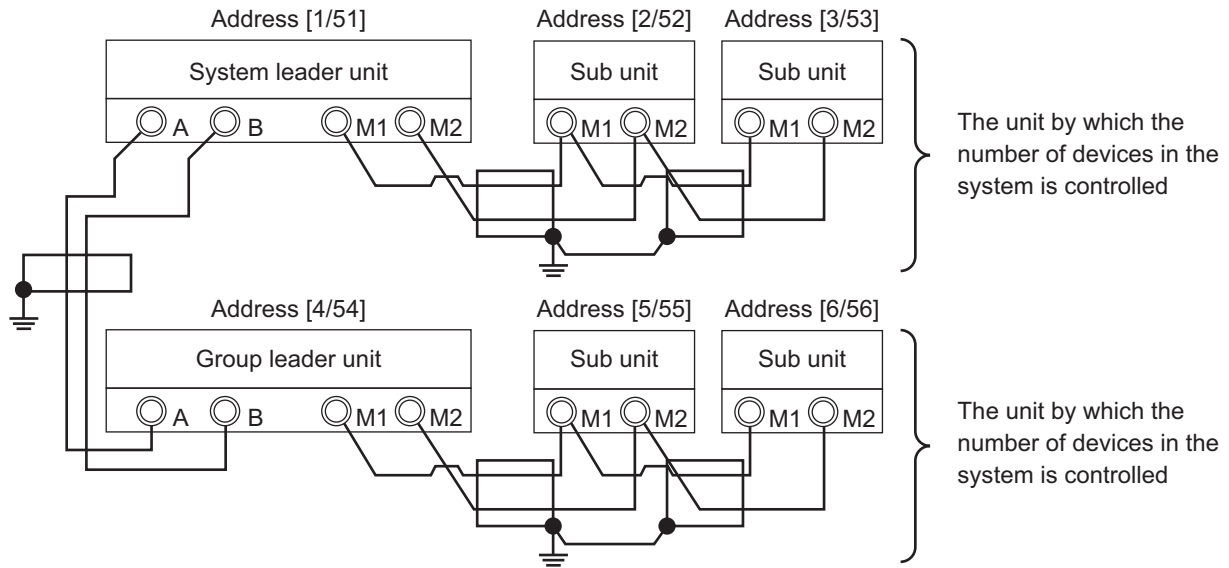 Address [1/51]
Address [2/52]
Address [3/53]
System leader unit
Sub unit
Sub unit
A
B
M1
M2
M1
M2
M1
M2
The unit by which the
number of devices in the
system is controlled
Address [4/54]
Address [5/55]
Address [6/56]
Group leader unit
Sub unit
Sub unit
A
B
M1
M2
M1
M2
M1
M2
The unit by which the
number of devices in the
system is controlled